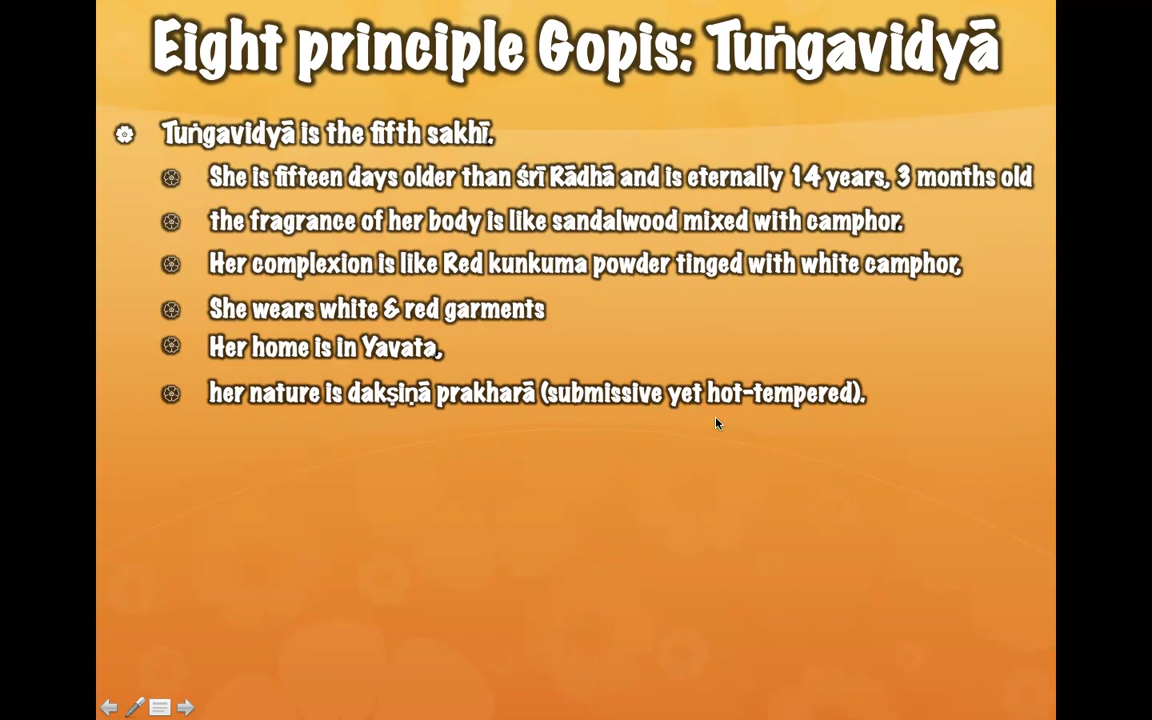 Eight principle Gopis: Tuṅgavidyā
Tuṅgavidyā is the fifth sakhī.
She is fifteen days older than śrī Rādhā and is eternally 14 years, 3 months old
the fragrance of her body is like sandalwood mixed with camphor.
Her complexion is like Red kunkuma powder tinged with white camphor,
She wears white & red garments
Her home is in Yavata,
her nature is dakṣiṇā prakharā (submissive yet hot-tempered).